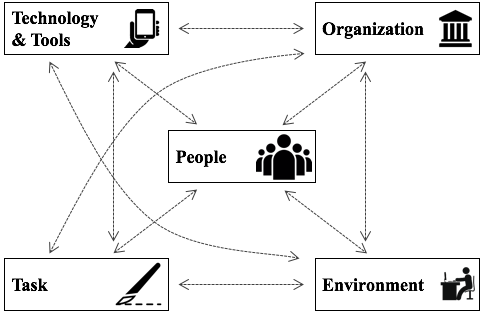 Technology
& Tools
Organization
People
Task
Environment